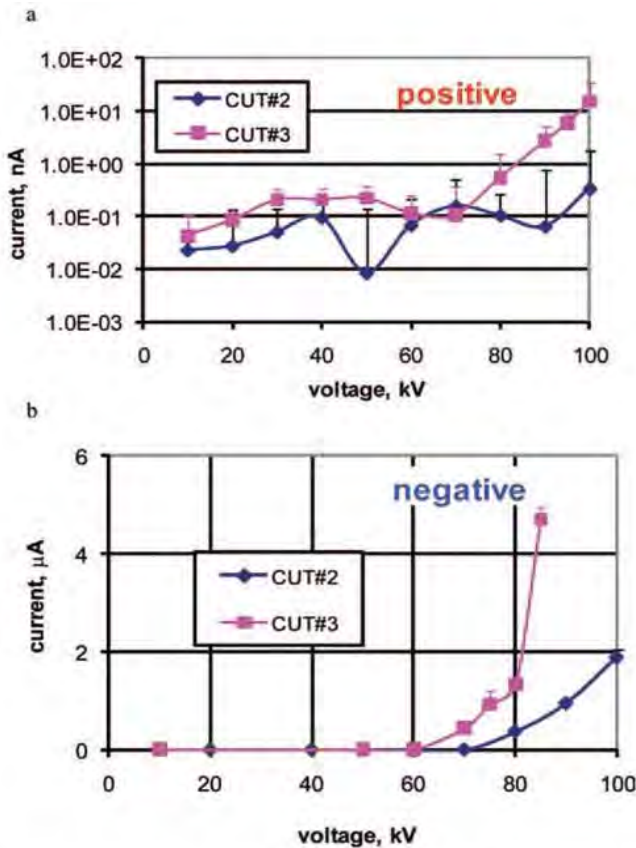 a
1.0E+02
1.0E+01
1.0E+00
1.0E-01
1.0E-02
1.0E-03
current, nA
CUT#2
CUT#3
positive
0 20 40 60 80 100
voltage, kV
b
6
4
2
0
current, μA
negative
CUT#2
CUT#3
0 20 40 60 80 100
voltage, kV